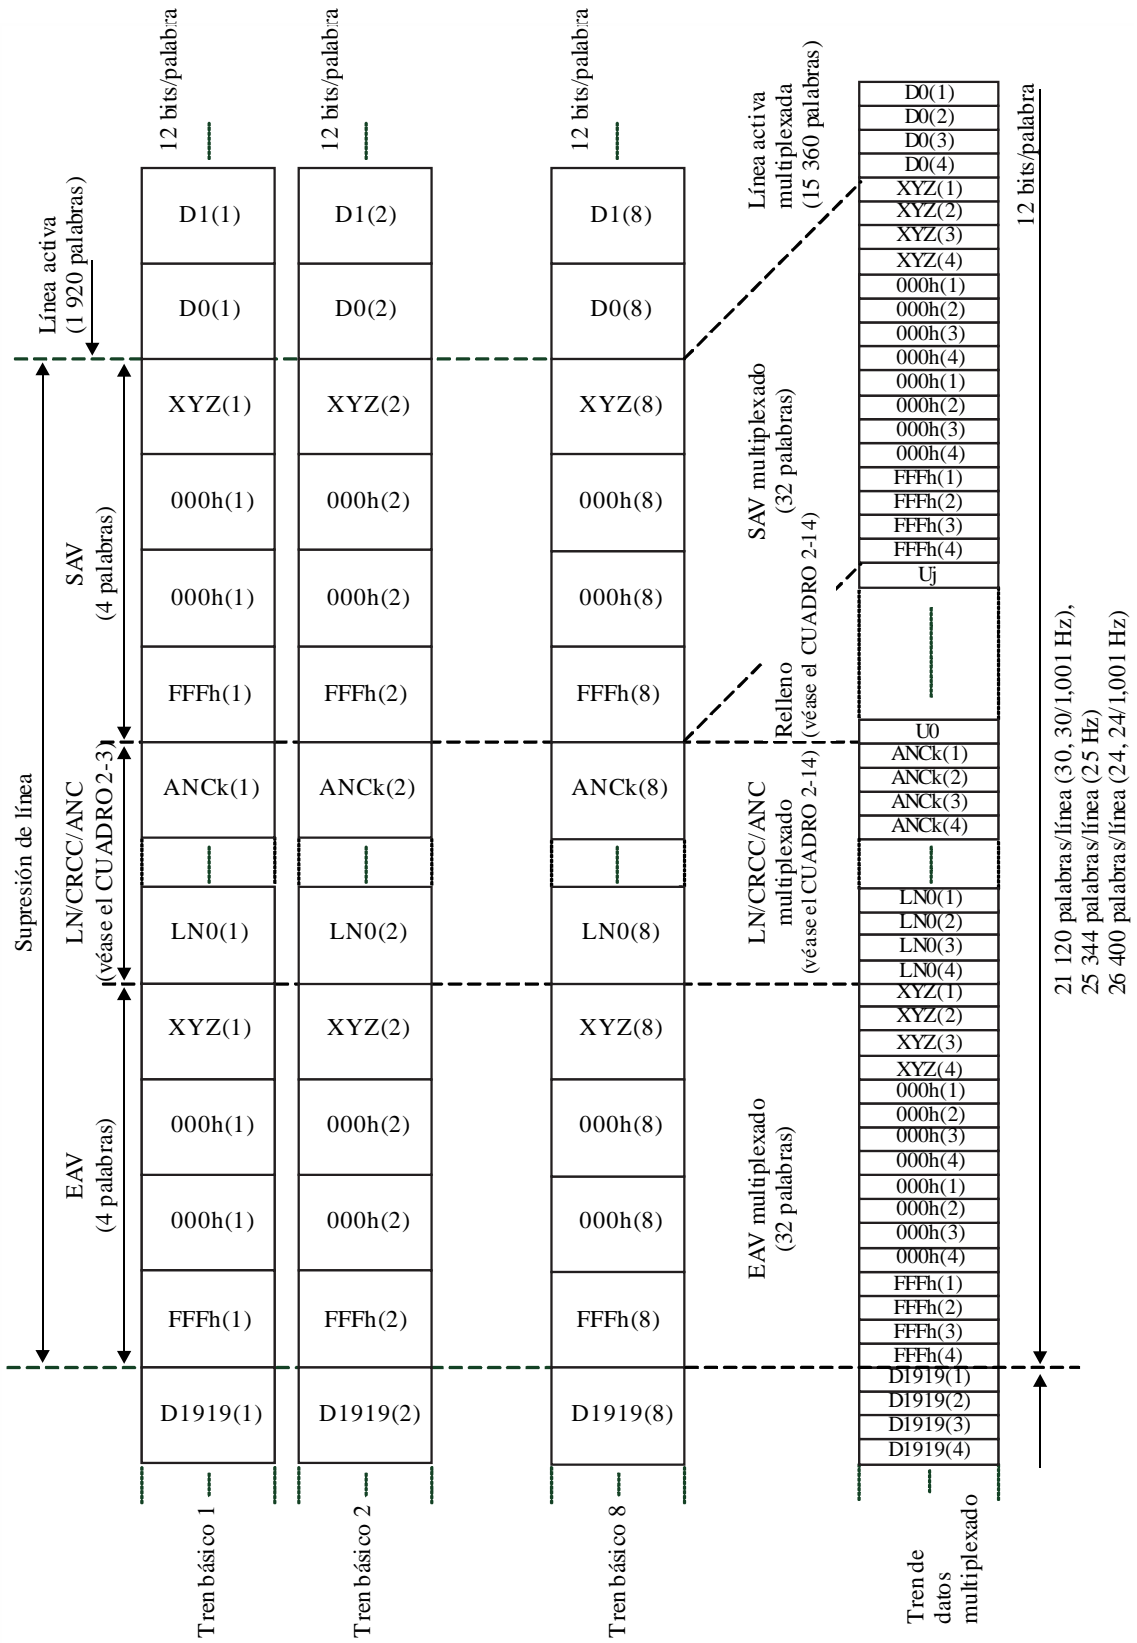 Supresión de línea
EAV
(4 palabras)
LN/CRCC/ANC
(véase el CUADRO 2-3)
SAV
(4 palabras)
Línea activa
(1 920 palabras)
Tren básico 1
D1919(1)
FFFh(1)
000h(1)
000h(1)
XYZ(1)
LN0(1)
ANCk(1)
FFFh(1)
000h(1)
000h(1)
XYZ(1)
D0(1)
D1(1)
12 bits/palabra
Tren básico 2
D1919(2)
FFFh(2)
000h(2)
000h(2)
XYZ(2)
LN0(2)
ANCk(2)
FFFh(2)
000h(2)
000h(2)
XYZ(2)
D0(2)
D1(2)
12 bits/palabra
Tren básico 8
D1919(8)
FFFh(8)
000h(8)
000h(8)
XYZ(8)
LN0(8)
ANCk(8)
FFFh(8)
000h(8)
000h(8)
XYZ(8)
D0(8)
D1(8)
12 bits/palabra
EAV multiplexado
(32 palabras)
LN/CRCC/ANC
multiplexado
(véase el CUADRO 2-14)
Relleno
(véase el CUADRO 2-14)
SAV multiplexado
(32 palabras)
Línea activa
multiplexada
(15 360 palabras)
Tren de
datos
multiplexado
D1919(4)
D1919(3)
D1919(2)
D1919(1)
FFFh(4)
FFFh(3)
FFFh(2)
FFFh(1)
000h(4)
000h(3)
000h(2)
000h(1)
000h(4)
000h(3)
000h(2)
000h(1)
XYZ(4)
XYZ(3)
XYZ(2)
XYZ(1)
LN0(4)
LN0(3)
LN0(2)
LN0(1)
ANCk(4)
ANCk(3)
ANCk(2)
ANCk(1)
U0
Uj
FFFh(4)
FFFh(3)
FFFh(2)
FFFh(1)
000h(4)
000h(3)
000h(2)
000h(1)
000h(4)
000h(3)
000h(2)
000h(1)
XYZ(4)
XYZ(3)
XYZ(2)
XYZ(1)
D0(4)
D0(3)
D0(2)
D0(1)
12 bits/palabra
21 120 palabras/línea (30, 30/1,001 Hz),
25 344 palabras/línea (25 Hz)
26 400 palabras/línea (24, 24/1,001 Hz)